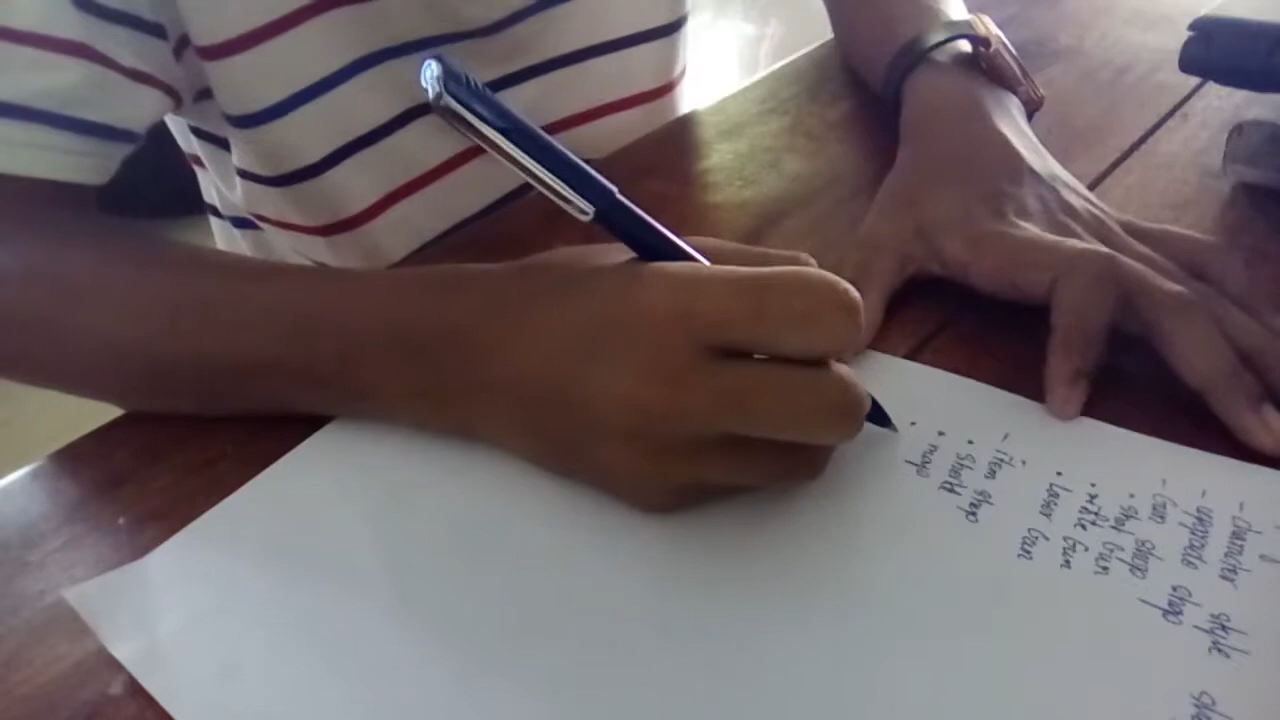 - character style
- upgrade shop
- Gun shop
• Shot Gun
• rifle Gun
• Laser Gun
- item shop
• Shield
• map
•